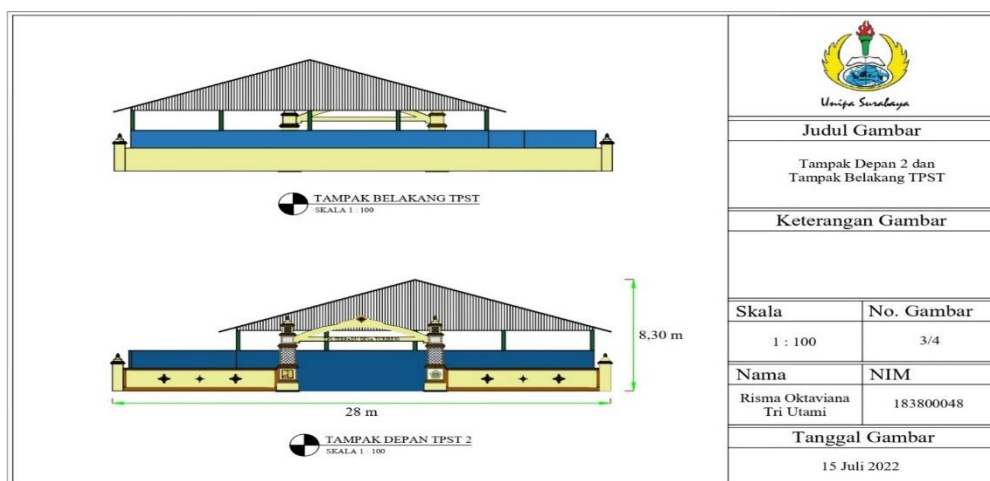 TAMPAK BELAKANG TPST
SKALA 1 : 100
8,30 m
28 m
TAMPAK DEPAN TPST 2
SKALA 1 : 100
Unipa Surabaya
Judul Gambar
Tampak Depan 2 dan
Tampak Belakang TPST
Keterangan Gambar
Skala
No. Gambar
1 : 100
3/4
Nama
NIM
Risma Oktaviana
Tri Utami
183800048
Tanggal Gambar
15 Juli 2022